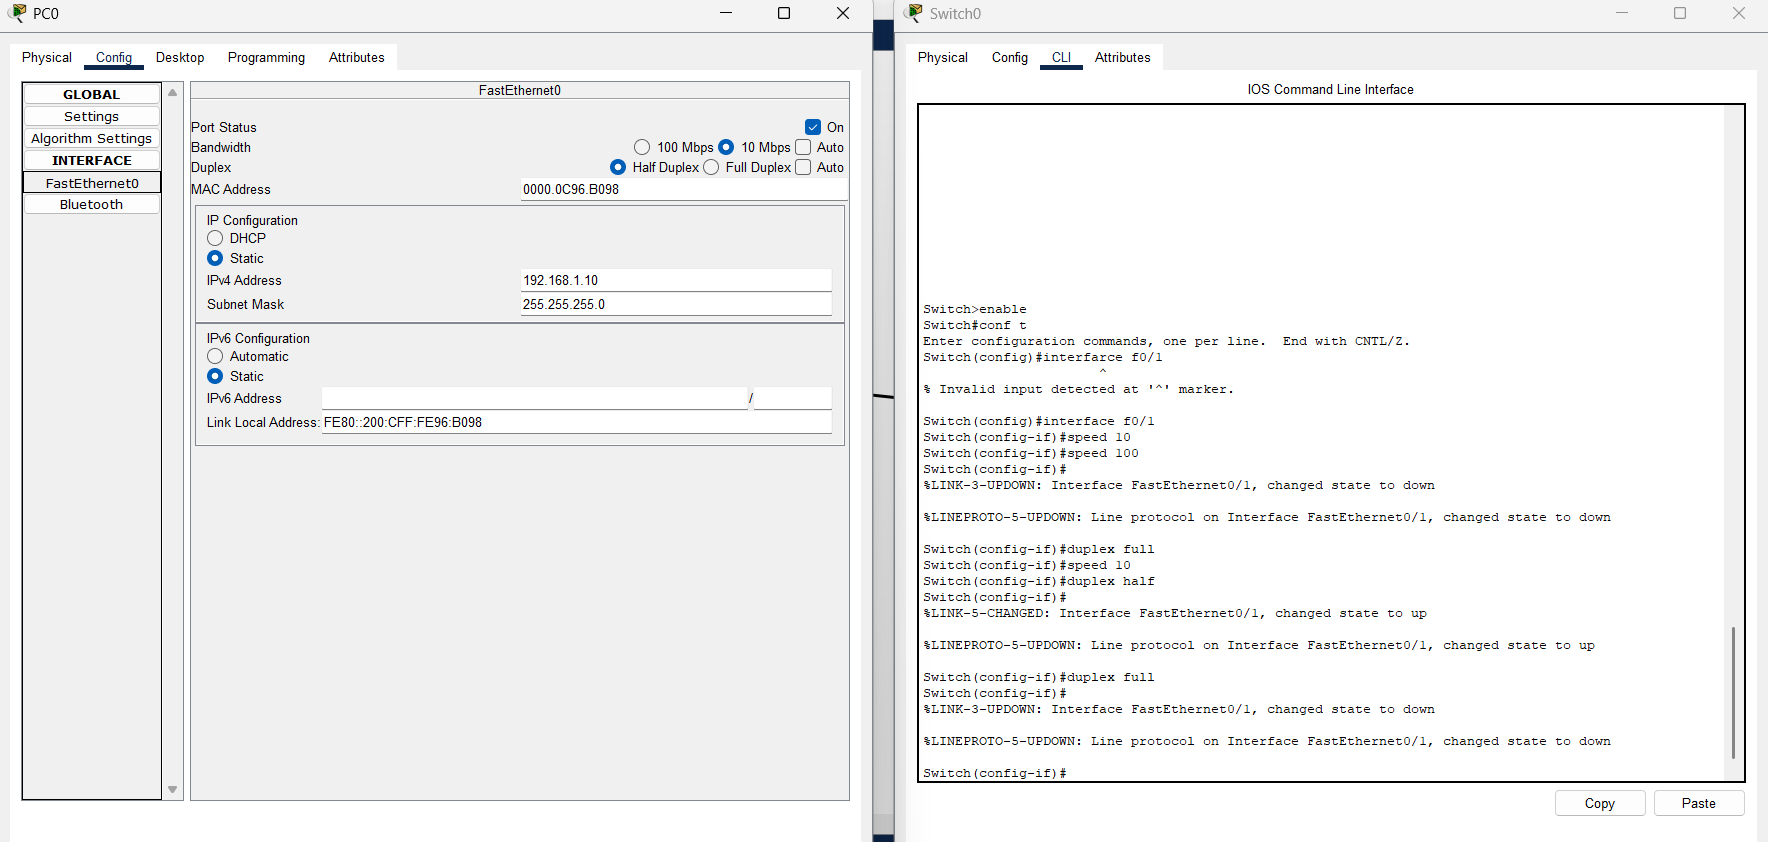 PC0
Physical Config Desktop Programming Attributes
GLOBAL
Settings
Algorithm Settings
INTERFACE
FastEthernet0
Bluetooth
FastEthernet0
Port Status On
Bandwidth 100 Mbps 10 Mbps Auto
Duplex Half Duplex Full Duplex Auto
MAC Address 0000.0C96.B098
IP Configuration
DHCP
Static
IPv4 Address 192.168.1.10
Subnet Mask 255.255.255.0
IPv6 Configuration
Automatic
Static
IPv6 Address /
Link Local Address: FE80::200:CFF:FE96:B098
Switch0
Physical Config CLI Attributes
IOS Command Line Interface
Switch>enable
Switch#conf t
Enter configuration commands, one per line.  End with CNTL/Z.
Switch(config)#interfarce f0/1
^
% Invalid input detected at '^' marker.
Switch(config)#interface f0/1
Switch(config-if)#speed 10
Switch(config-if)#speed 100
Switch(config-if)#
%LINK-3-UPDOWN: Interface FastEthernet0/1, changed state to down
%LINEPROTO-5-UPDOWN: Line protocol on Interface FastEthernet0/1, changed state to down
Switch(config-if)#duplex full
Switch(config-if)#speed 10
Switch(config-if)#duplex half
Switch(config-if)#
%LINK-5-CHANGED: Interface FastEthernet0/1, changed state to up
%LINEPROTO-5-UPDOWN: Line protocol on Interface FastEthernet0/1, changed state to up
Switch(config-if)#duplex full
Switch(config-if)#
%LINK-3-UPDOWN: Interface FastEthernet0/1, changed state to down
%LINEPROTO-5-UPDOWN: Line protocol on Interface FastEthernet0/1, changed state to down
Switch(config-if)#
Copy Paste